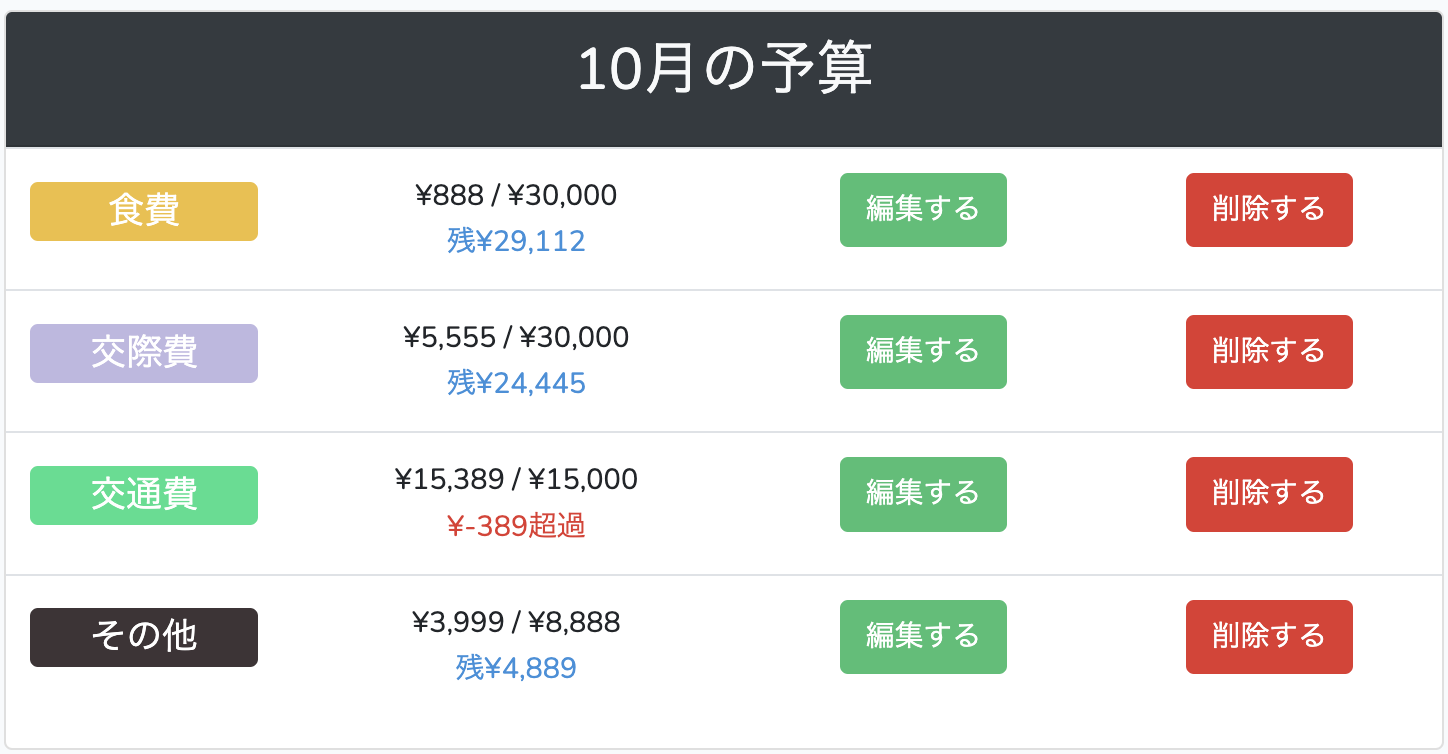 10月の予算
食費
¥888 / ¥30,000
残¥29,112
編集する
削除する
交際費
¥5,555 / ¥30,000
残¥24,445
編集する
削除する
交通費
¥15,389 / ¥15,000
¥-389超過
編集する
削除する
その他
¥3,999 / ¥8,888
残¥4,889
編集する
削除する